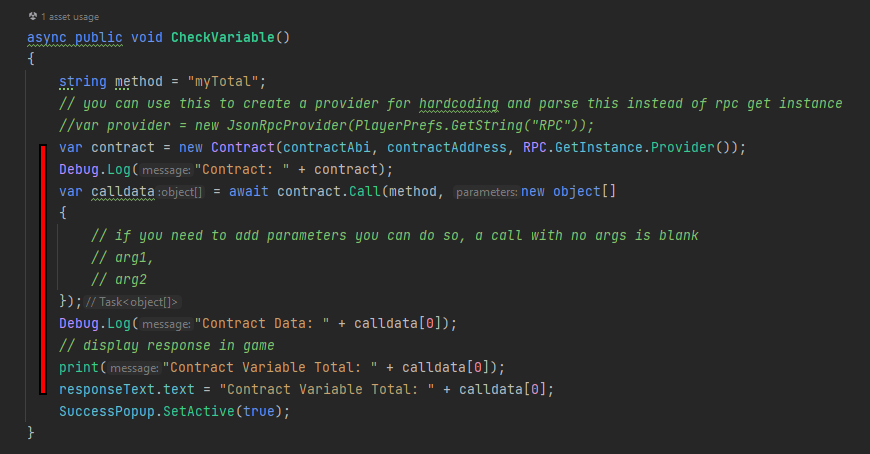 1 asset usage
async public void CheckVariable()
{
string method = "myTotal";
// you can use this to create a provider for hardcoding and parse this instead of rpc get instance
//var provider = new JsonRpcProvider(PlayerPrefs.GetString("RPC"));
var contract = new Contract(contractAbi, contractAddress, RPC.GetInstance.Provider());
Debug.Log(message: "Contract: " + contract);
var calldata :object[] = await contract.Call(method, parameters: new object[]
{
// if you need to add parameters you can do so, a call with no args is blank
// arg1,
// arg2
}); // Task<object[]>
Debug.Log(message: "Contract Data: " + calldata[0]);
// display response in game
print(message: "Contract Variable Total: " + calldata[0]);
responseText.text = "Contract Variable Total: " + calldata[0];
SuccessPopup.SetActive(true);
}